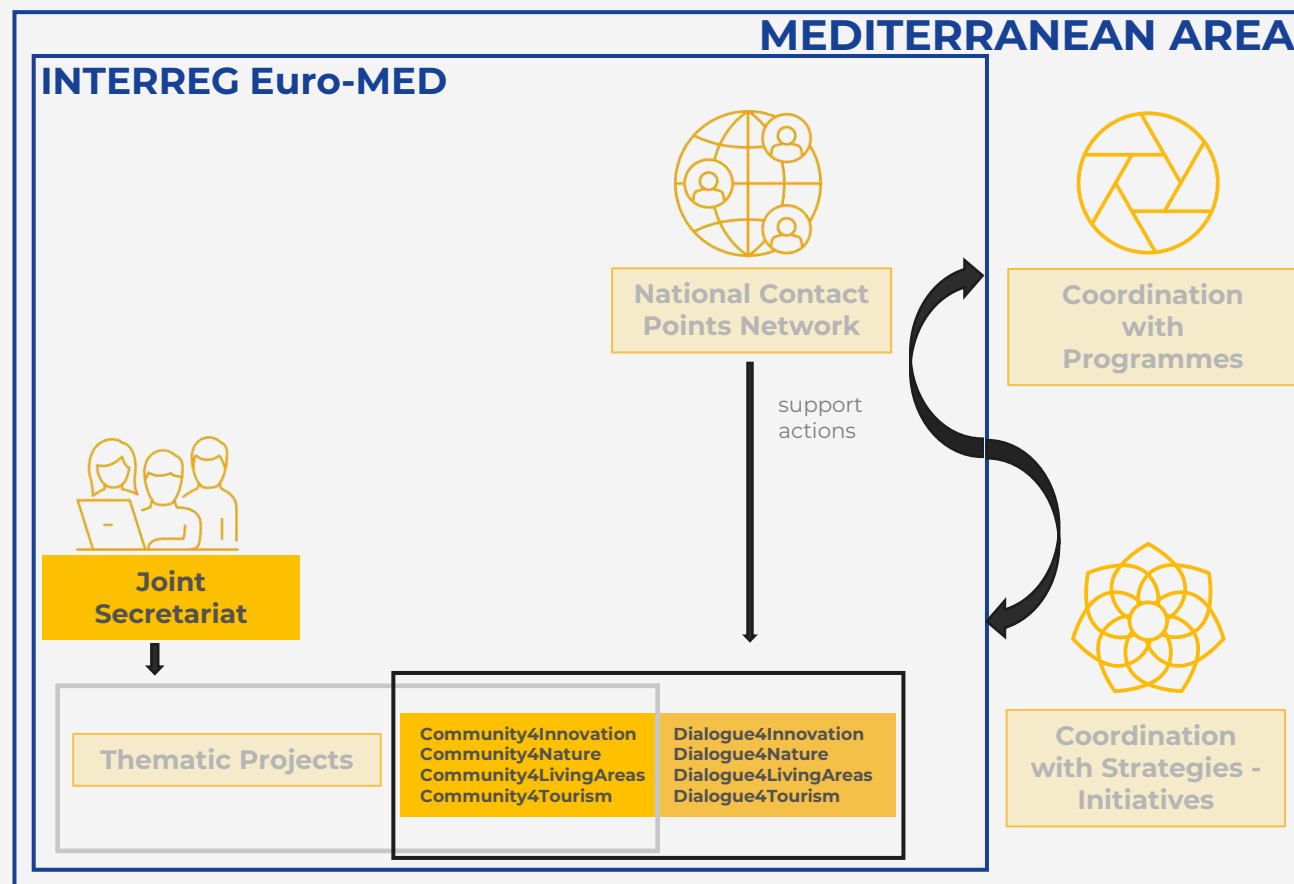 MEDITERRANEAN AREA
INTERREG Euro-MED
National Contact
Points Network
Coordination
with
Programmes
support
actions
Joint
Secretariat
Thematic Projects
Community4Innovation
Community4Nature
Community4LivingAreas
Community4Tourism
Dialogue4Innovation
Dialogue4Nature
Dialogue4LivingAreas
Dialogue4Tourism
Coordination
with Strategies -
Initiatives